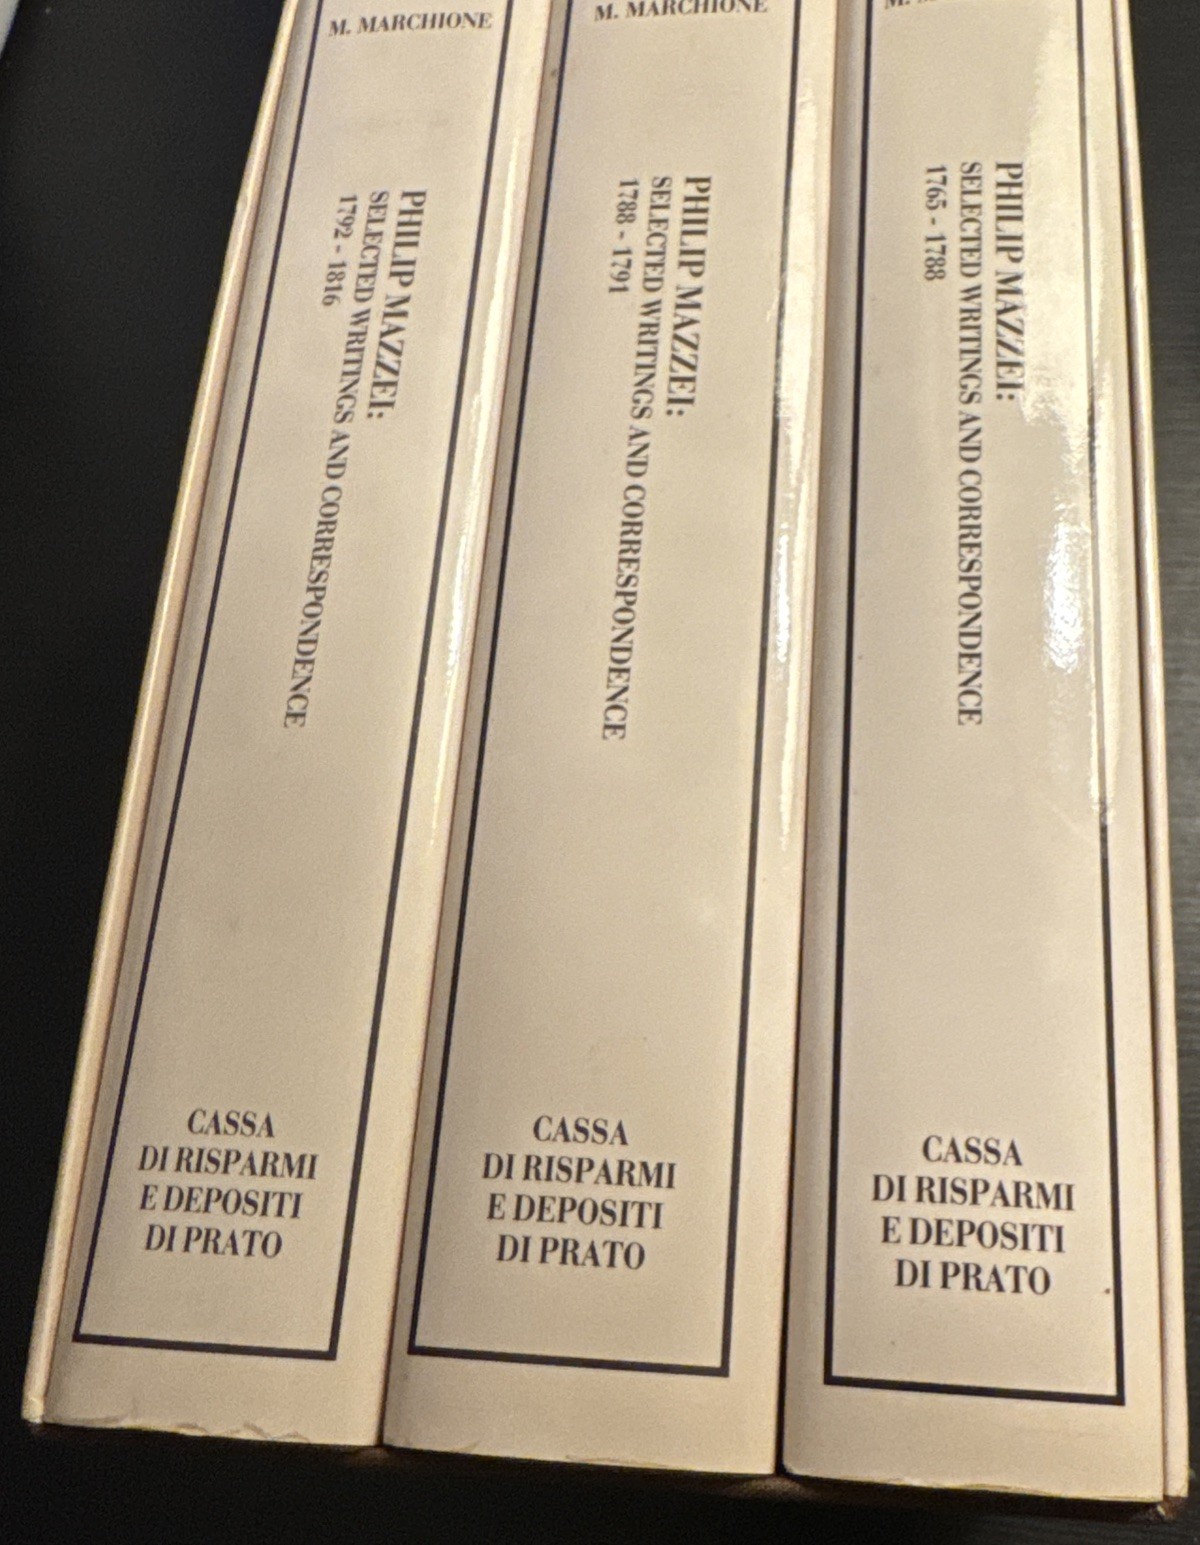 M. MARCHIONE
PHILIP MAZZEI:
SELECTED WRITINGS AND CORRESPONDENCE
1792 - 1816
CASSA
DI RISPARMI
E DEPOSITI
DI PRATO
M. MARCHIONE
PHILIP MAZZEI:
SELECTED WRITINGS AND CORRESPONDENCE
1788 - 1791
CASSA
DI RISPARMI
E DEPOSITI
DI PRATO
M.
PHILIP MAZZEI:
SELECTED WRITINGS AND CORRESPONDENCE
1765 - 1788
CASSA
DI RISPARMI
E DEPOSITI
DI PRATO